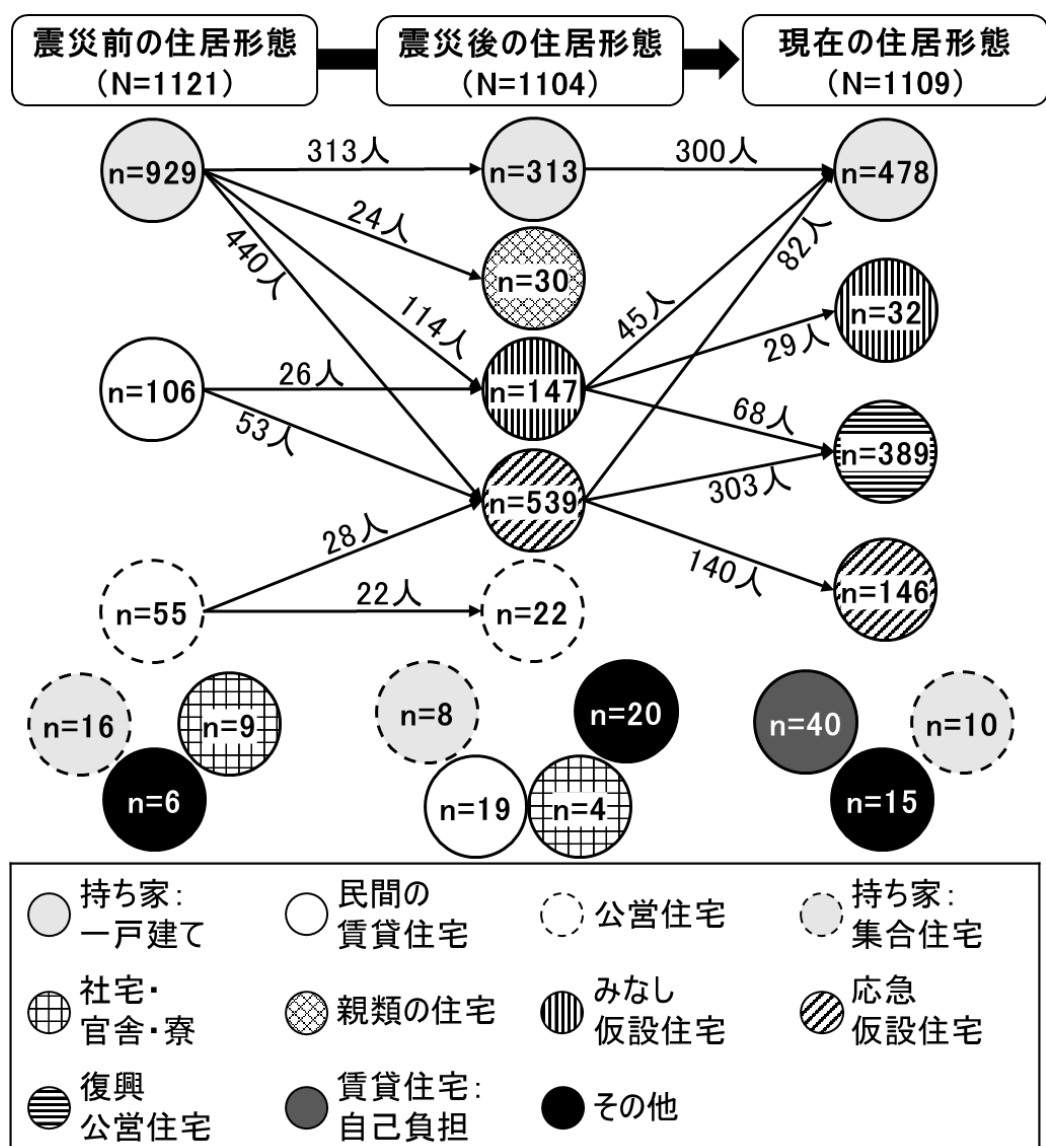 震災前の住居形態
(N=1121)
震災後の住居形態
(N=1104)
現在の住居形態
(N=1109)
n=929
313人
n=313
300人
n=478
24人
440人
n=30
82人
114人
45人
n=32
29人
n=106
26人
n=147
53人
68人
n=389
n=539
303人
28人
140人
n=146
n=55
22人
n=22
n=16
n=9
n=6
n=8
n=20
n=19
n=4
n=40
n=10
n=15
持ち家:
一戸建て
民間の
賃貸住宅
公営住宅
持ち家:
集合住宅
社宅・
官舎・寮
親類の住宅
みなし
仮設住宅
応急
仮設住宅
復興
公営住宅
賃貸住宅:
自己負担
その他